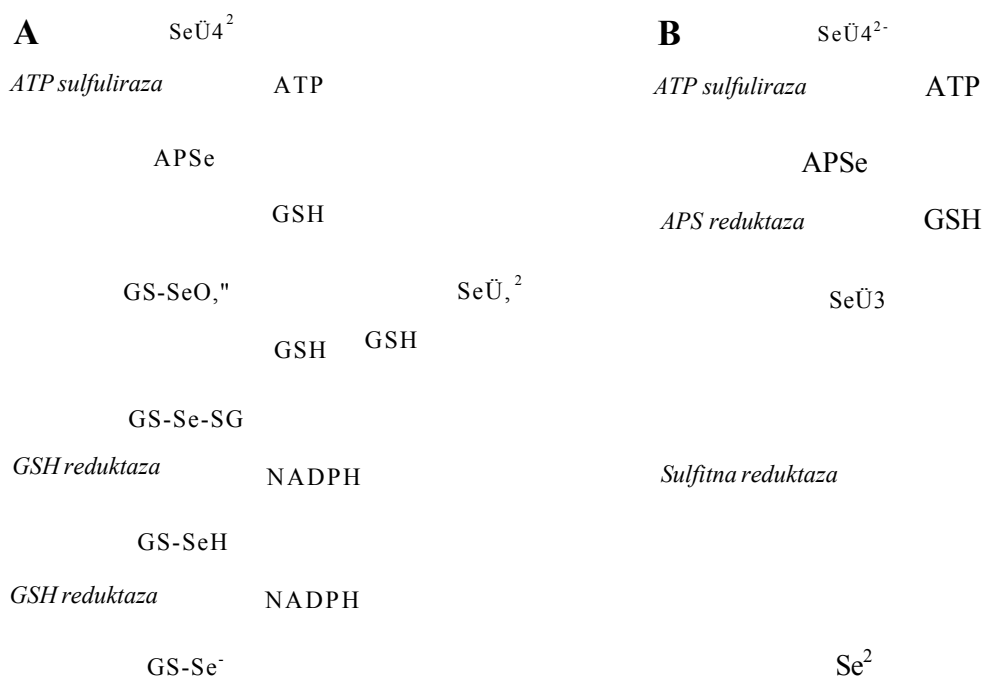 A
SeÜ4²
ATP sulfuliraza
ATP
APSe
GSH
GS-SeO,"
SeÜ,²
GSH
GSH
GS-Se-SG
GSH reduktaza
NADPH
GS-SeH
GSH reduktaza
NADPH
GS-Se⁻
B
SeÜ4²⁻
ATP sulfuliraza
ATP
APSe
APS reduktaza
GSH
SeÜ3
Sulfitna reduktaza
Se²